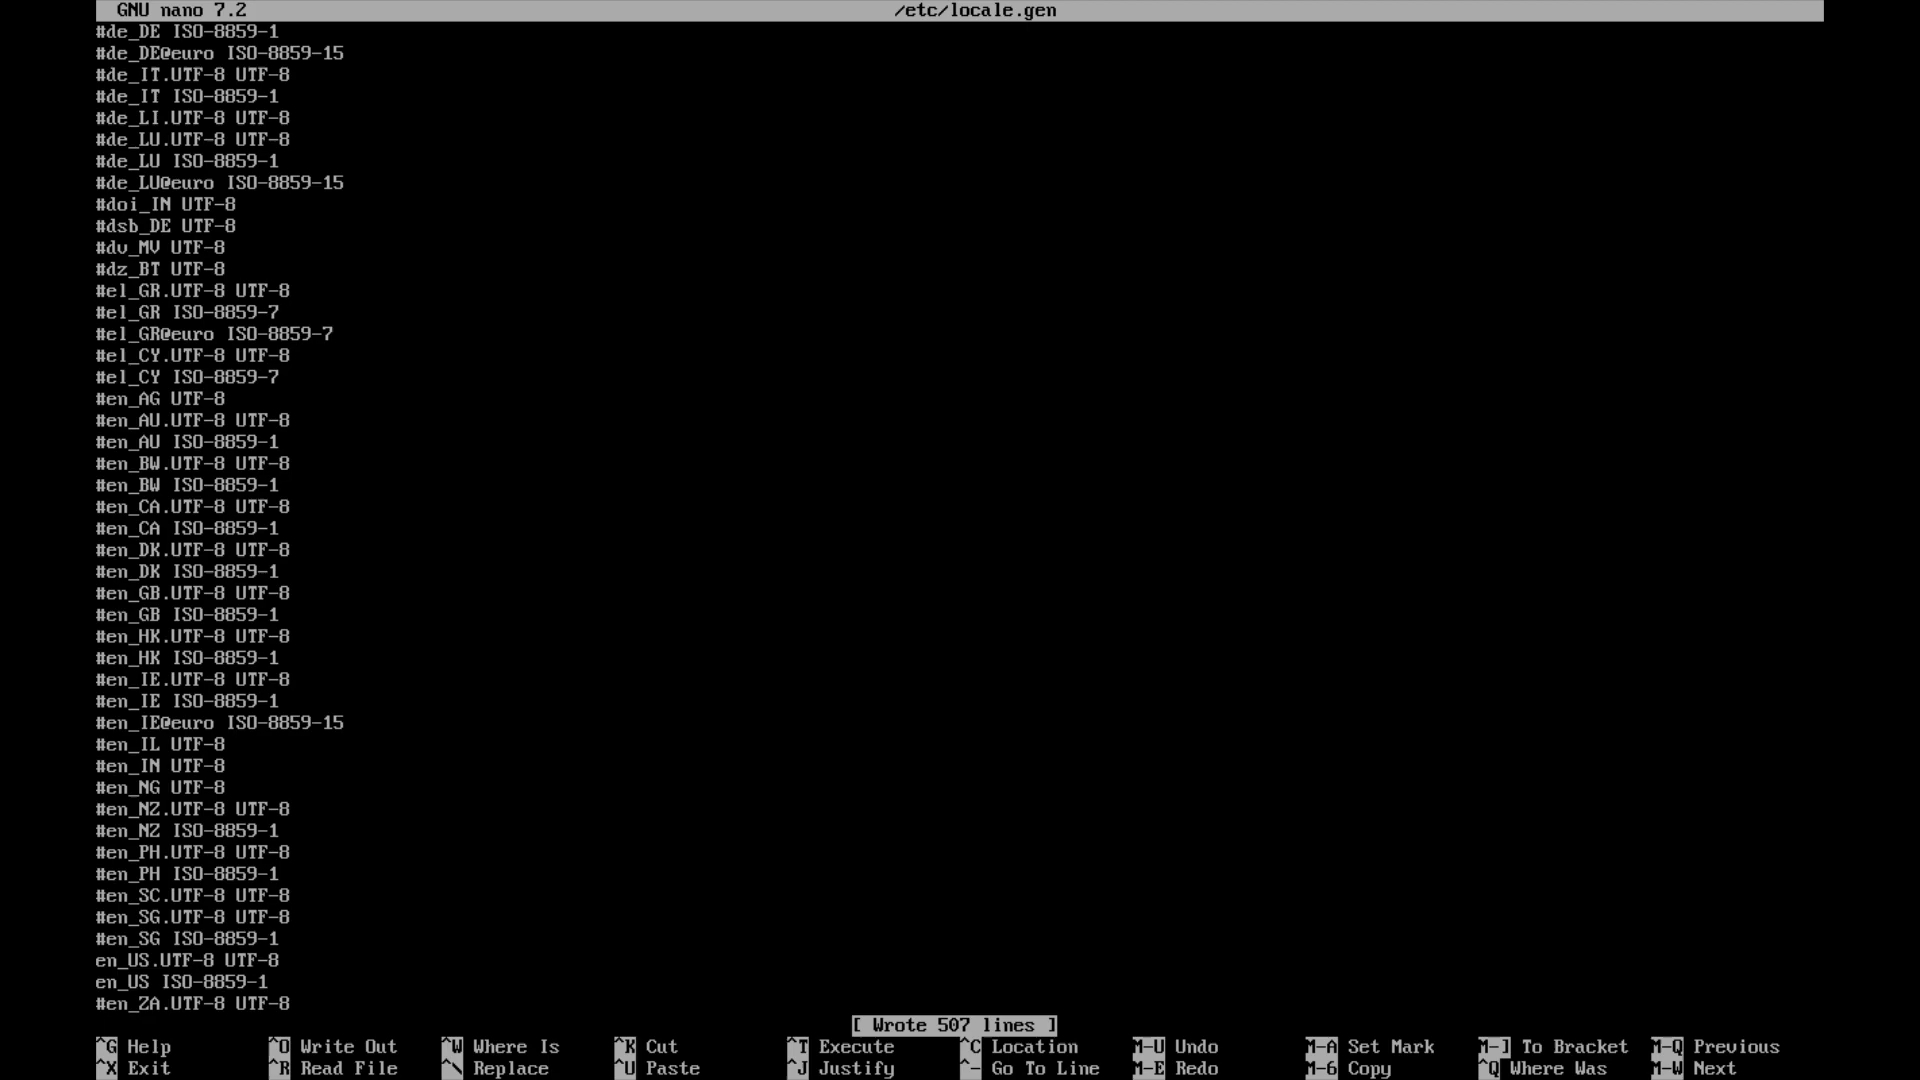 GNU nano 7.2 /etc/locale.gen
#de_DE ISO-8859-1
#de_DE@euro ISO-8859-15
#de_IT.UTF-8 UTF-8
#de_IT ISO-8859-1
#de_LI.UTF-8 UTF-8
#de_LU.UTF-8 UTF-8
#de_LU ISO-8859-1
#de_LU@euro ISO-8859-15
#doi_IN UTF-8
#dsb_DE UTF-8
#dv_MV UTF-8
#dz_BT UTF-8
#el_GR.UTF-8 UTF-8
#el_GR ISO-8859-7
#el_GR@euro ISO-8859-7
#el_CY.UTF-8 UTF-8
#el_CY ISO-8859-7
#en_AG UTF-8
#en_AU.UTF-8 UTF-8
#en_AU ISO-8859-1
#en_BW.UTF-8 UTF-8
#en_BW ISO-8859-1
#en_CA.UTF-8 UTF-8
#en_CA ISO-8859-1
#en_DK.UTF-8 UTF-8
#en_DK ISO-8859-1
#en_GB.UTF-8 UTF-8
#en_GB ISO-8859-1
#en_HK.UTF-8 UTF-8
#en_HK ISO-8859-1
#en_IE.UTF-8 UTF-8
#en_IE ISO-8859-1
#en_IE@euro ISO-8859-15
#en_IL UTF-8
#en_IN UTF-8
#en_NG UTF-8
#en_NZ.UTF-8 UTF-8
#en_NZ ISO-8859-1
#en_PH.UTF-8 UTF-8
#en_PH ISO-8859-1
#en_SC.UTF-8 UTF-8
#en_SG.UTF-8 UTF-8
#en_SG ISO-8859-1
en_US.UTF-8 UTF-8
en_US ISO-8859-1
#en_ZA.UTF-8 UTF-8
[ Wrote 507 lines ]
^G Help ^O Write Out ^W Where Is ^K Cut ^T Execute ^C Location M-U Undo M-A Set Mark M-] To Bracket M-Q Previous
^X Exit ^R Read File ^\ Replace ^U Paste ^J Justify ^- Go To Line M-E Redo M-6 Copy ^Q Where Was M-W Next